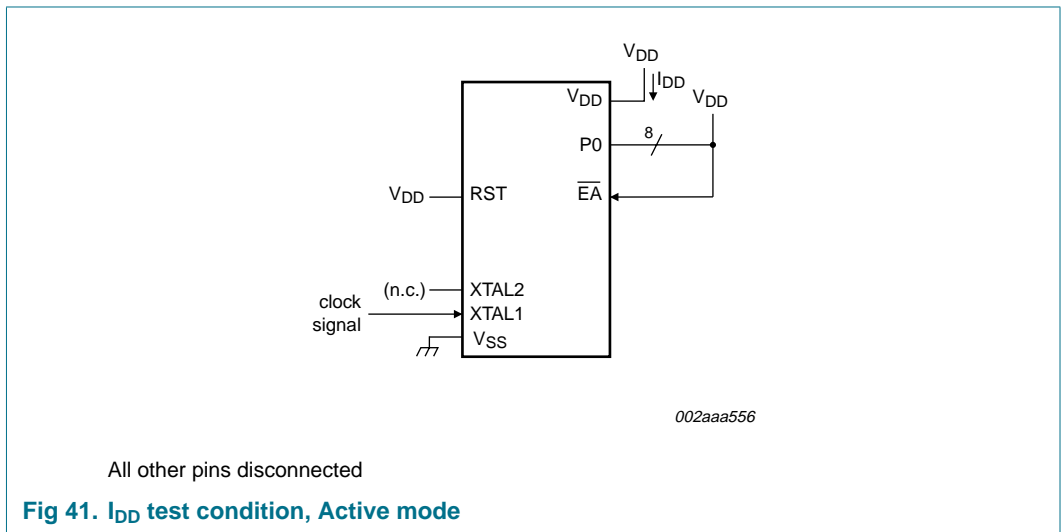 VDD
IDD
VDD
VDD
8
P0
VDD
RST
EA
(n.c.)
XTAL2
clock
signal
XTAL1
VSS
002aaa556
All other pins disconnected
Fig 41. IDD test condition, Active mode